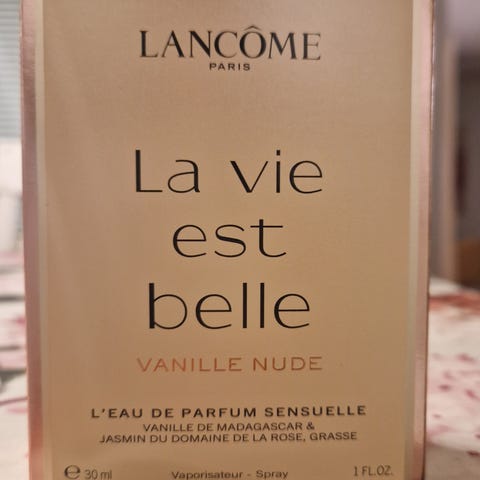 LANCÔME
PARIS
La vie
est
belle
VANILLE NUDE
L'EAU DE PARFUM SENSUELLE
VANILLE DE MADAGASCAR &
JASMIN DU DOMAINE DE LA ROSE, GRASSE
℮ 30 ml Vaporisateur - Spray 1 FL.OZ.